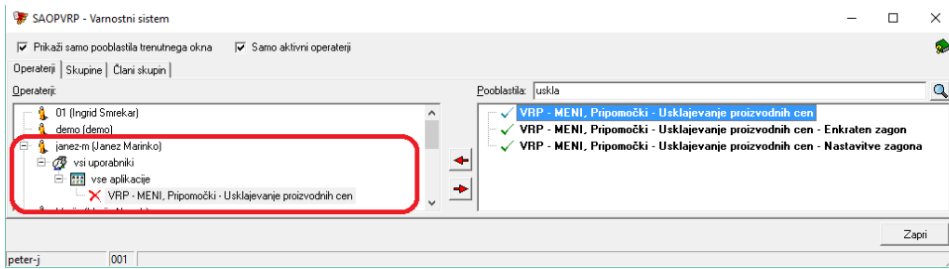 SAOPVRP - Varnostni sistem
Prikaži samo pooblastila trenutnega okna Samo aktivni operaterji
Operaterji Skupine Člani skupin
Operaterji: Pooblastila: uskla
01 (Ingrid Smrekar) VRP - MENI, Pripomočki - Usklajevanje proizvodnih cen
demo (demo) VRP - MENI, Pripomočki - Usklajevanje proizvodnih cen - Enkraten zagon
janez-m (Janez Marinko) VRP - MENI, Pripomočki - Usklajevanje proizvodnih cen - Nastavitve zagona
vsi uporabniki
vse aplikacije
VRP - MENI, Pripomočki - Usklajevanje proizvodnih cen
Zapri
peter-j 001